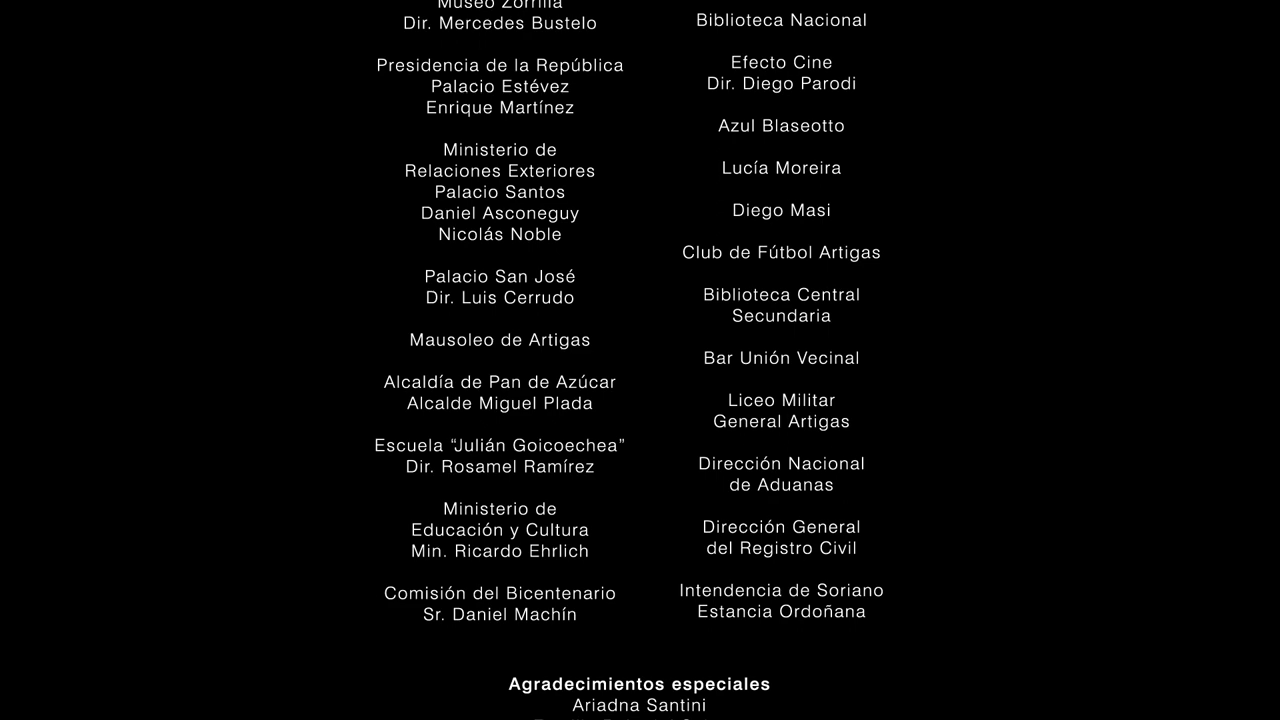 Museo Zorrilla
Dir. Mercedes Bustelo
Presidencia de la República
Palacio Estévez
Enrique Martínez
Ministerio de
Relaciones Exteriores
Palacio Santos
Daniel Asconeguy
Nicolás Noble
Palacio San José
Dir. Luis Cerrudo
Mausoleo de Artigas
Alcaldía de Pan de Azúcar
Alcalde Miguel Plada
Escuela “Julián Goicoechea”
Dir. Rosamel Ramírez
Ministerio de
Educación y Cultura
Min. Ricardo Ehrlich
Comisión del Bicentenario
Sr. Daniel Machín
Biblioteca Nacional
Efecto Cine
Dir. Diego Parodi
Azul Blaseotto
Lucía Moreira
Diego Masi
Club de Fútbol Artigas
Biblioteca Central
Secundaria
Bar Unión Vecinal
Liceo Militar
General Artigas
Dirección Nacional
de Aduanas
Dirección General
del Registro Civil
Intendencia de Soriano
Estancia Ordoñana
Agradecimientos especiales
Ariadna Santini